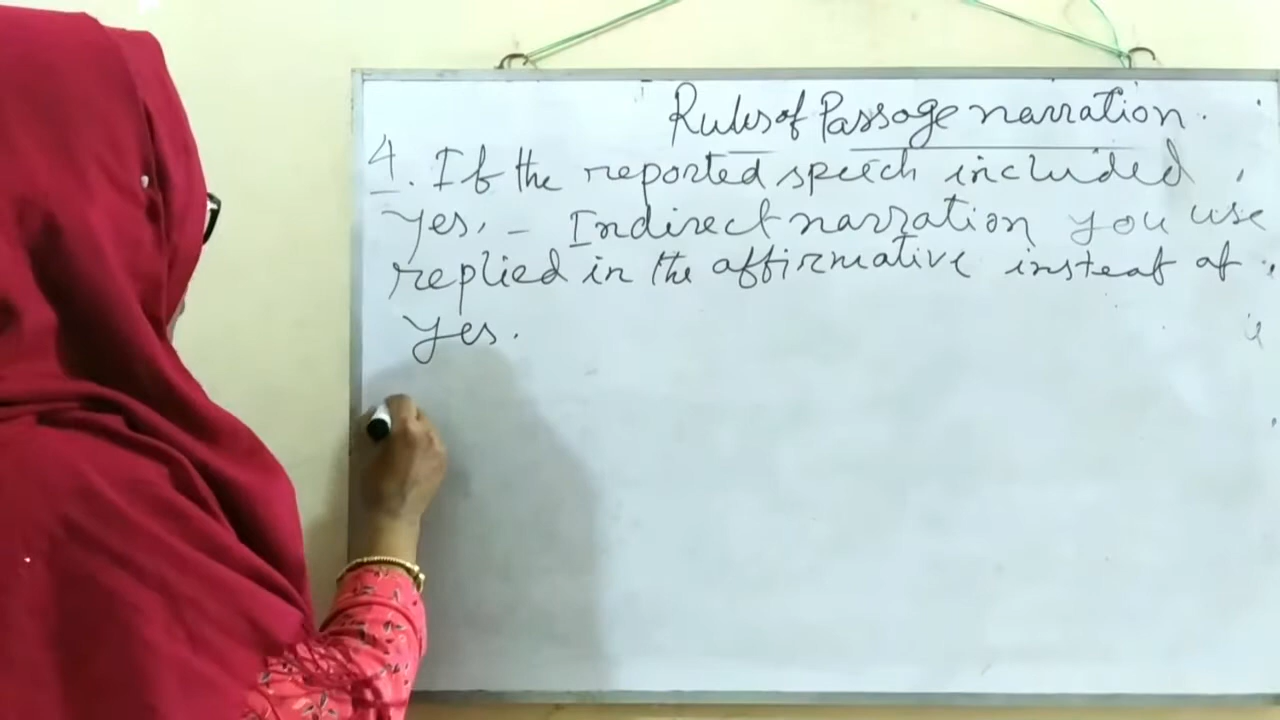 Rules of Passage narration.
4. If the reported speech included
Yes, - Indirect narration you use
replied in the affirmative insteaf of
Yes.